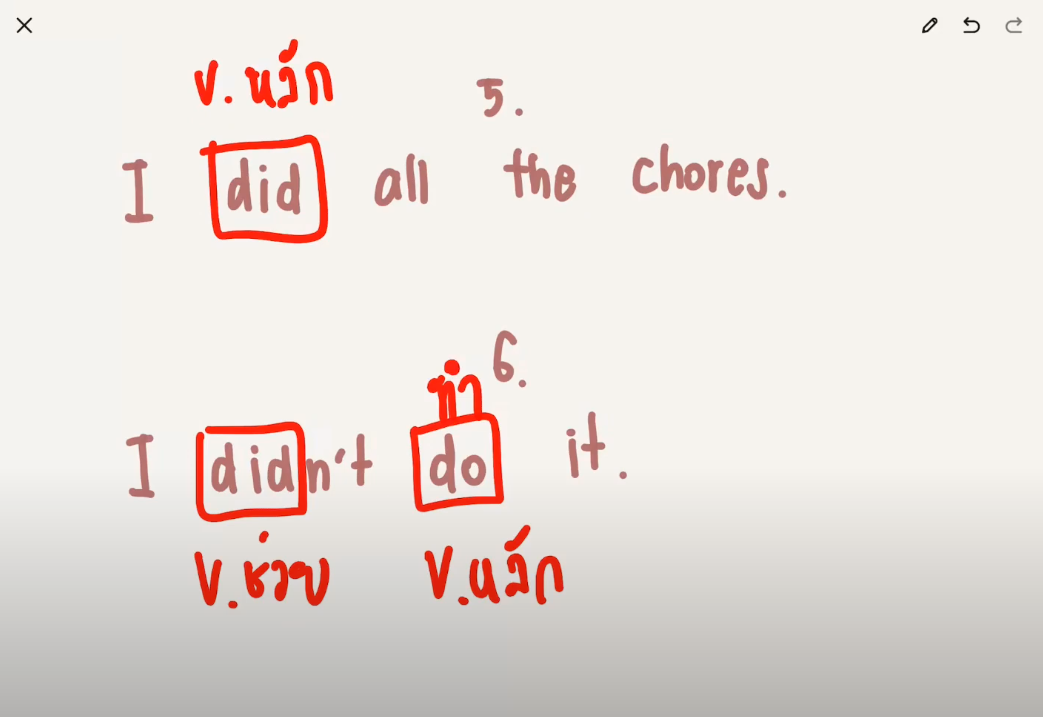 v.หลัก
5.
I did all the chores.
6.
ทำ
I didn't do it.
v.ช่วย v.หลัก